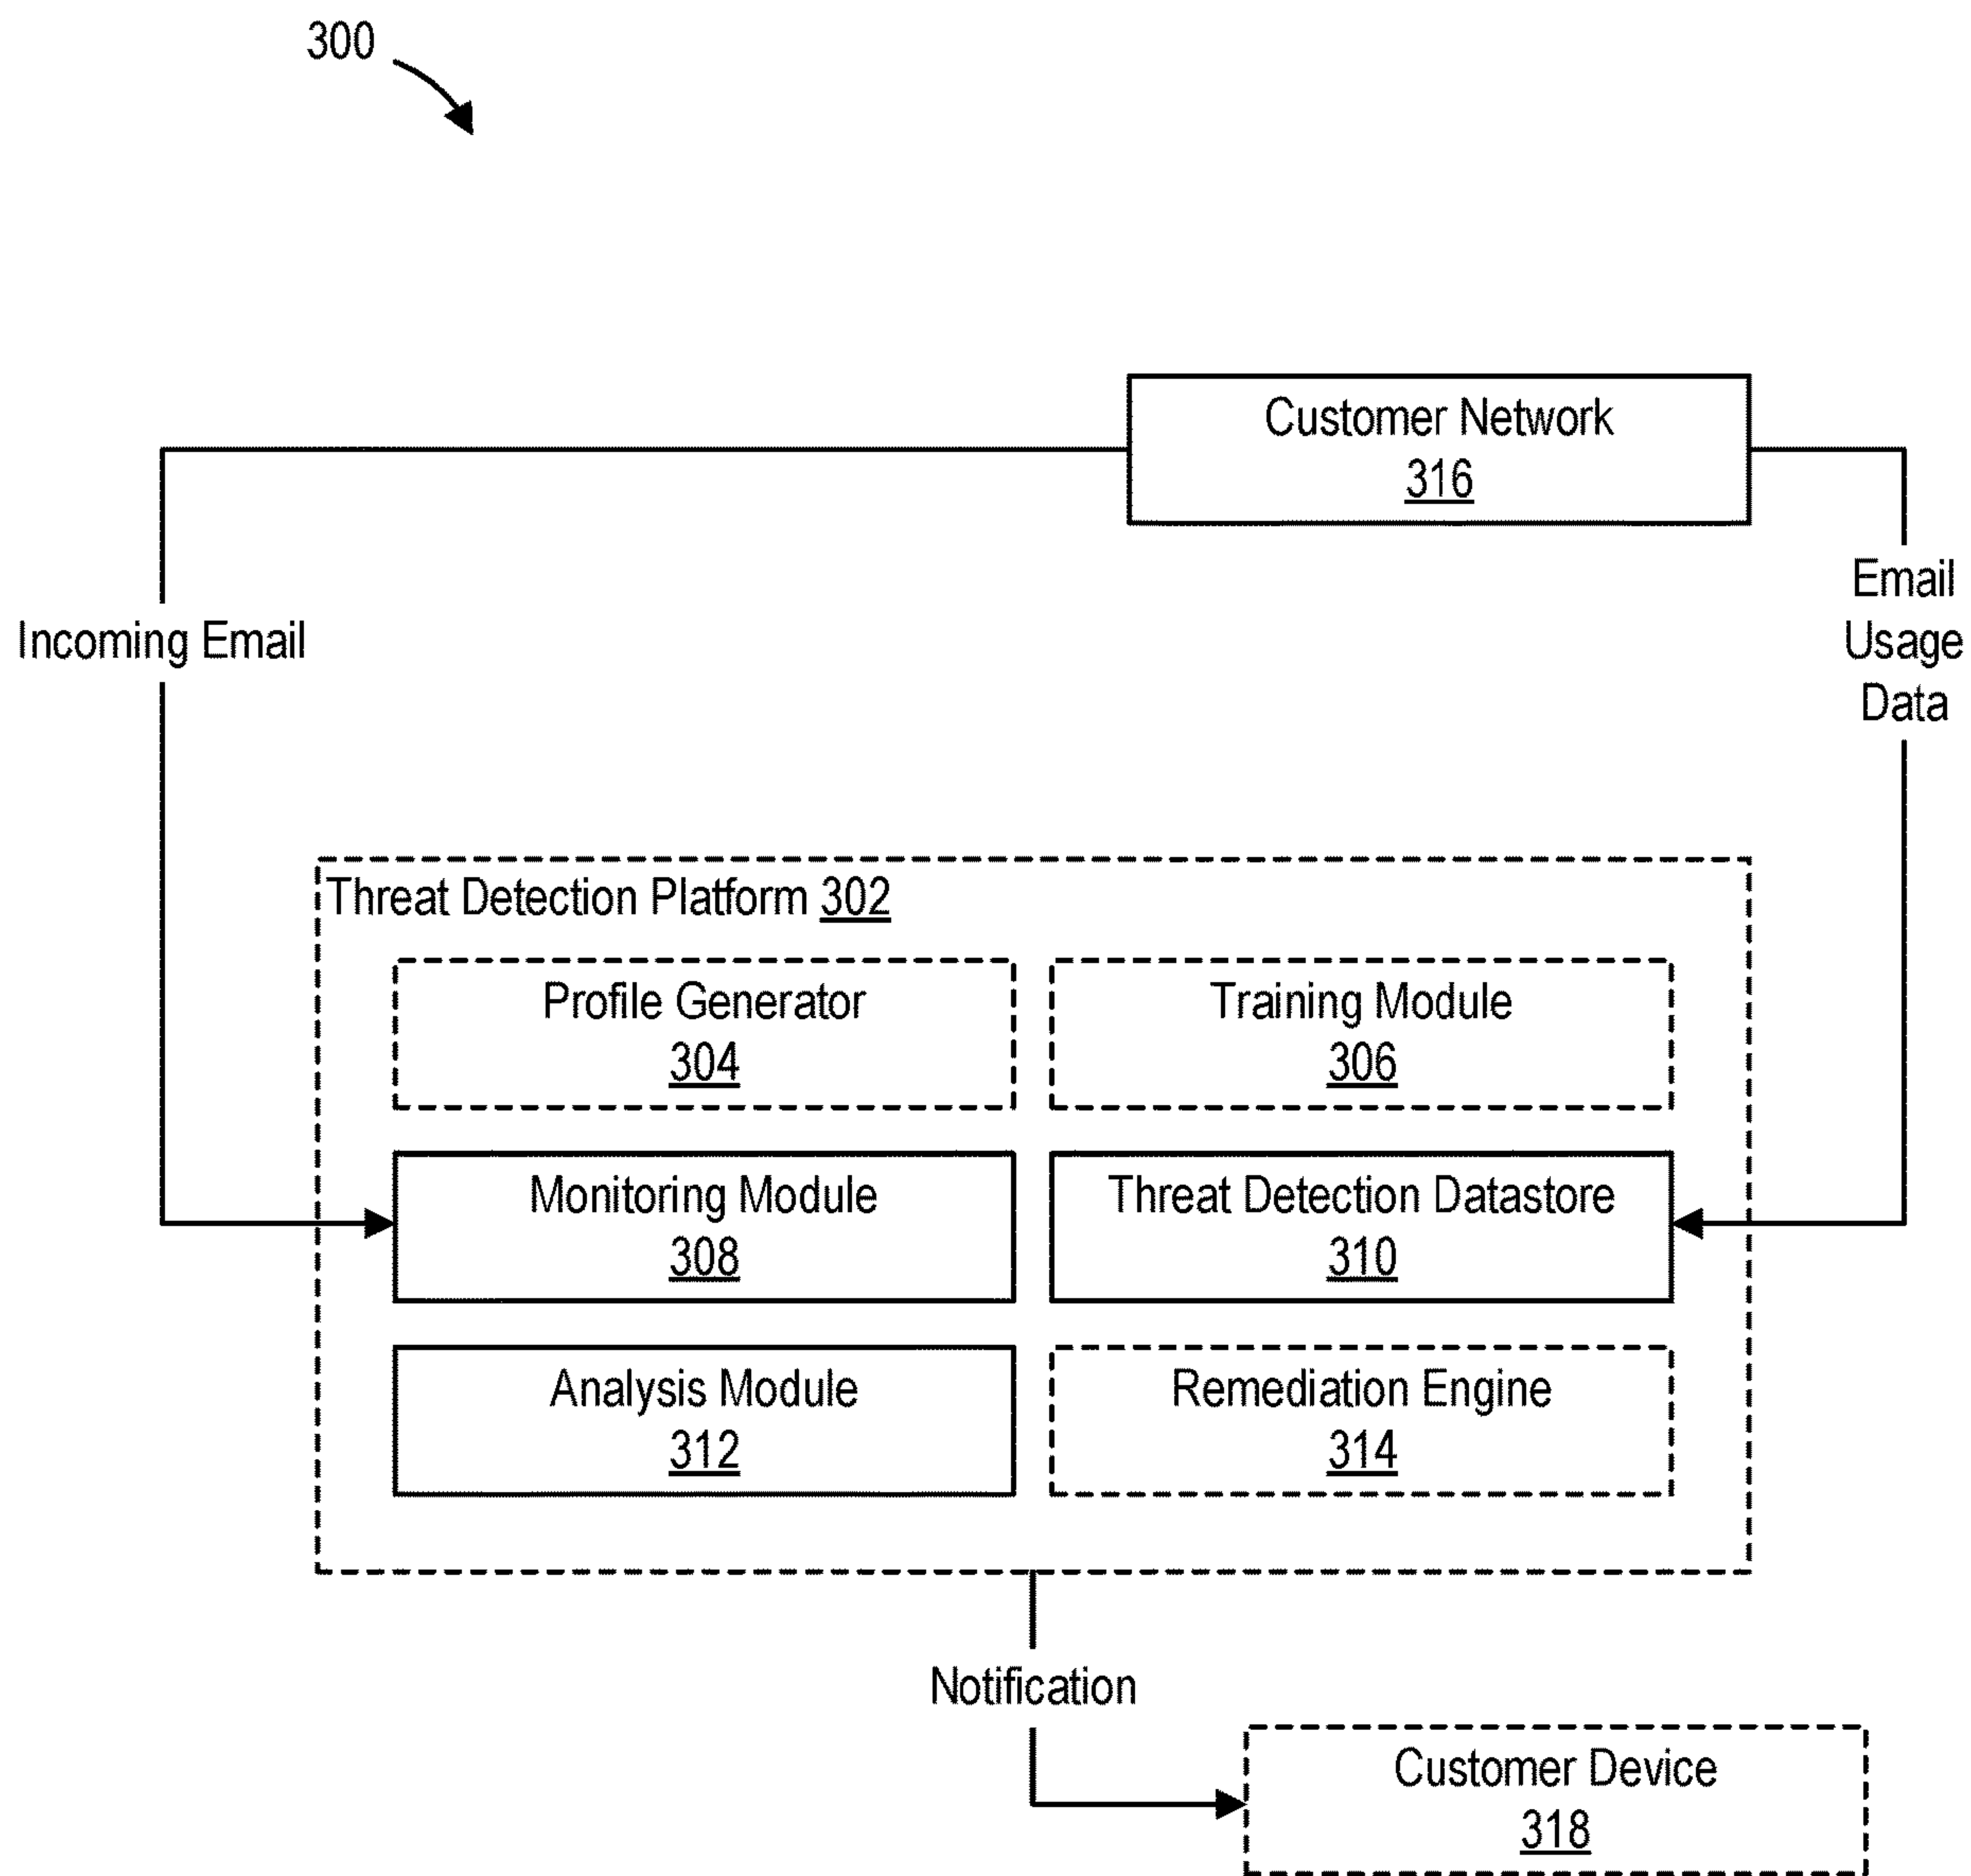 300
Customer Network
316
Incoming Email
Email
Usage
Data
Threat Detection Platform 302
Profile Generator
304
Training Module
306
Monitoring Module
308
Threat Detection Datastore
310
Analysis Module
312
Remediation Engine
314
Notification
Customer Device
318